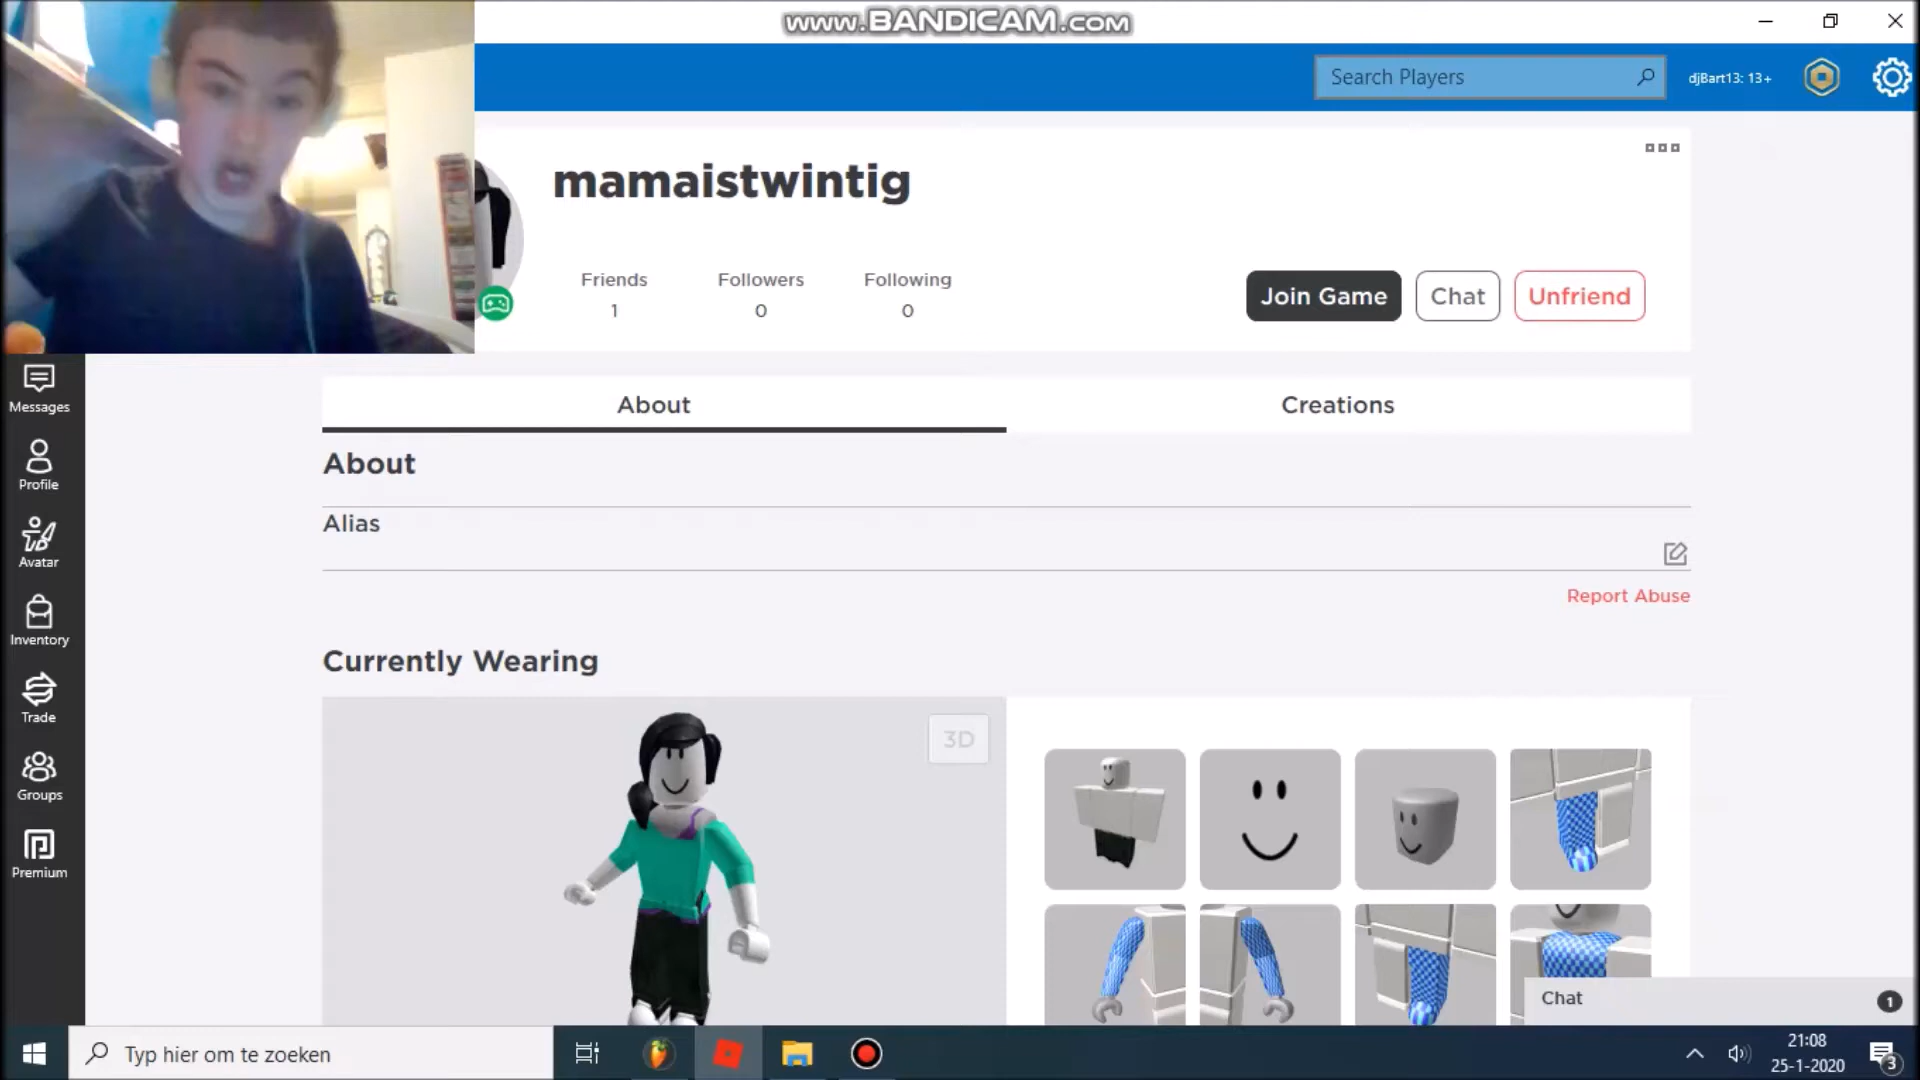 www.BANDICAM.com
Search Players
djBart13: 13+
mamaistwintig
Friends
Followers
Following
1
0
0
Join Game
Chat
Unfriend
Messages
Profile
Avatar
Inventory
Trade
Groups
Premium
About
Creations
About
Alias
Report Abuse
Currently Wearing
3D
Chat
1
Typ hier om te zoeken
21:08
25-1-2020
3